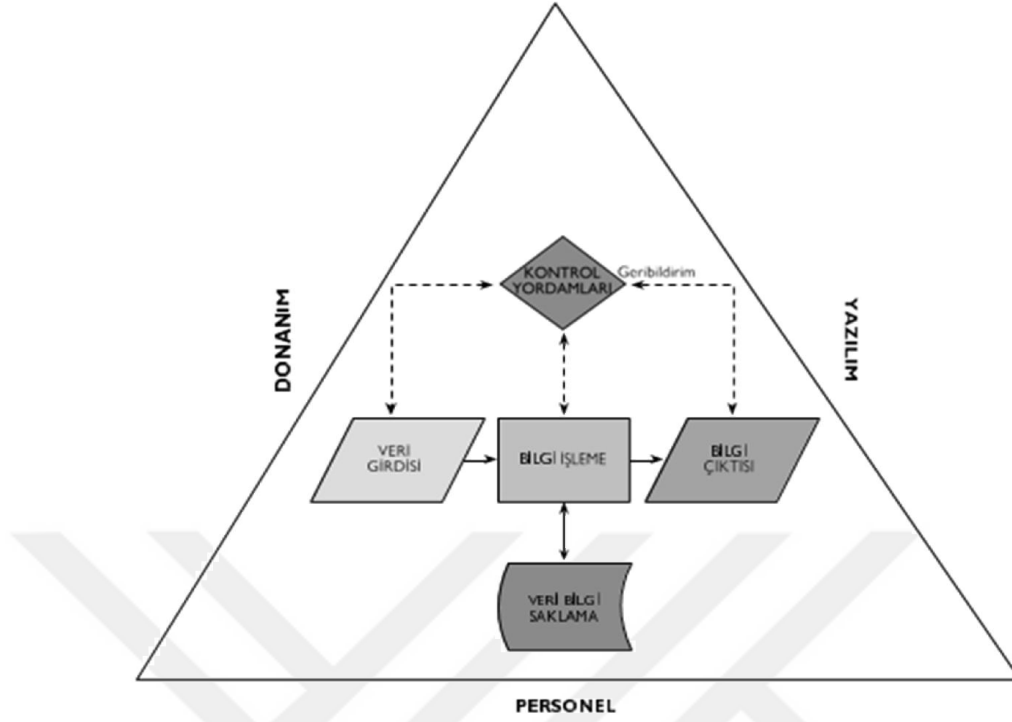 KONTROL
YORDAMLARI
Geribildirim
DONANIM
YAZILIM
VERİ
GİRDİSİ
BİLGİ İŞLEME
BİLGİ
ÇIKTISI
VERİ BİLGİ
SAKLAMA
PERSONEL